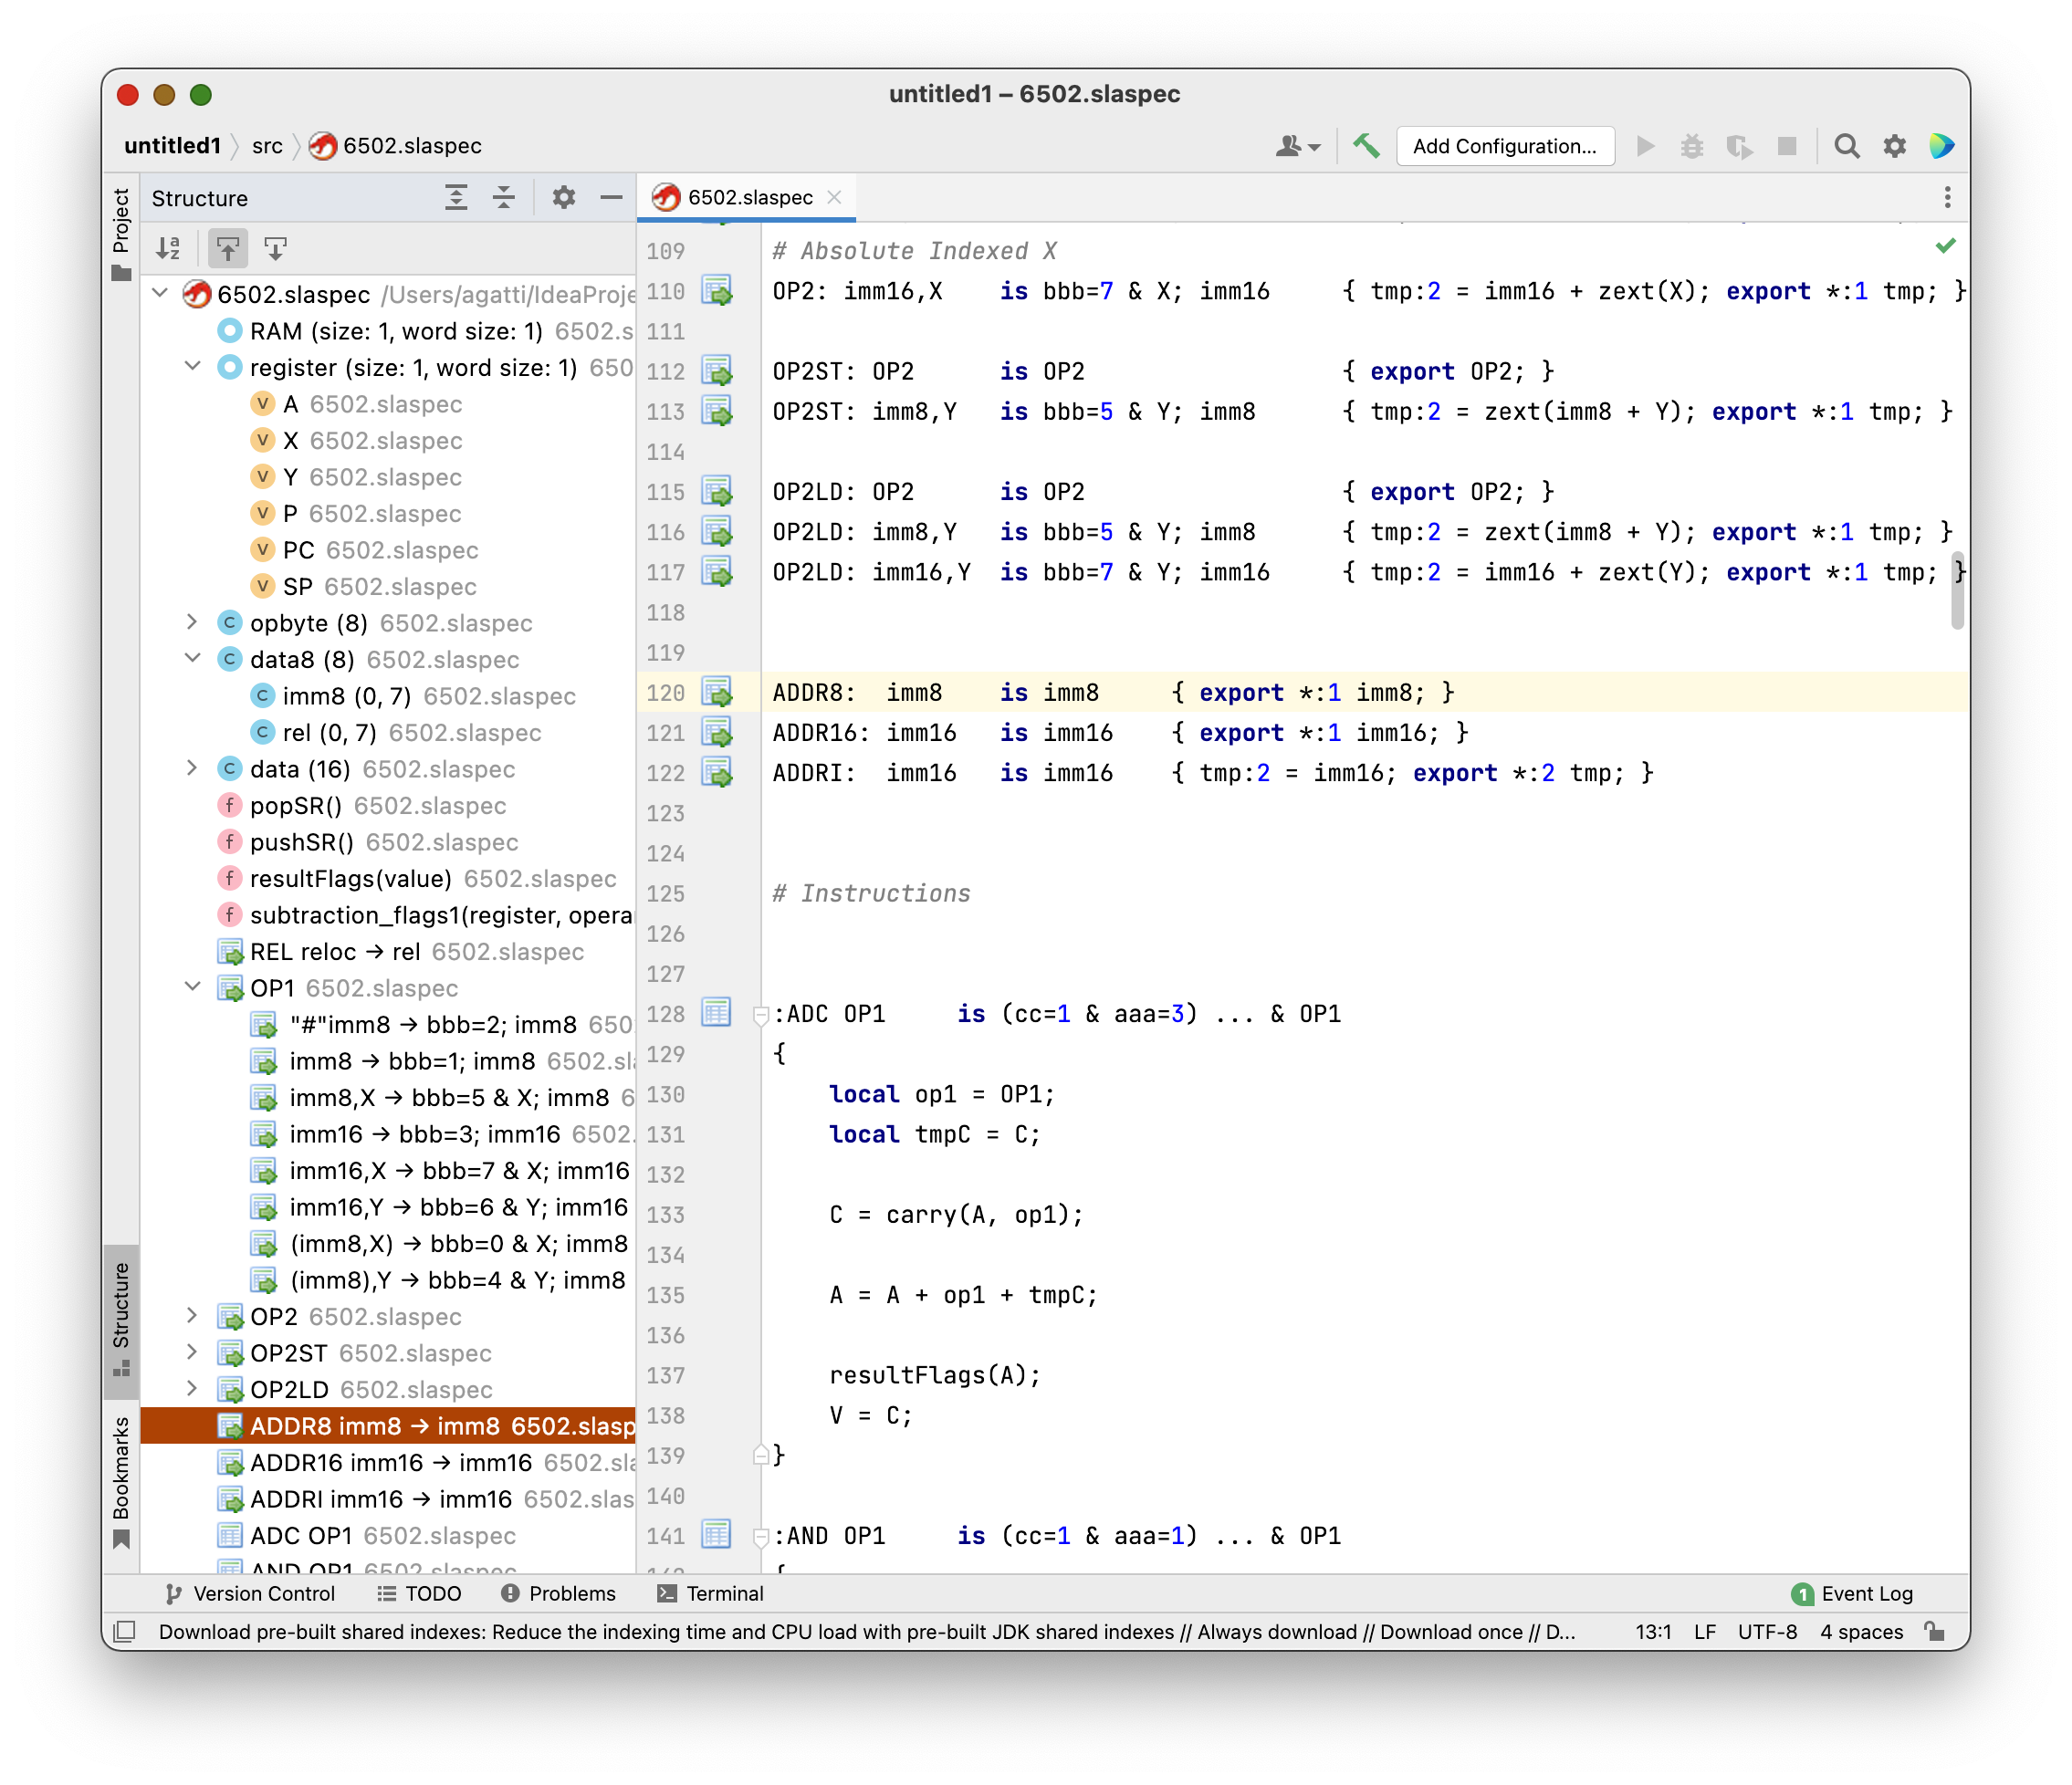 untitled1 – 6502.slaspec
untitled1 src 6502.slaspec
Add Configuration...
Project
Structure
Bookmarks
Structure
6502.slaspec /Users/agatti/IdeaProje
RAM (size: 1, word size: 1) 6502.s
register (size: 1, word size: 1) 650
V A 6502.slaspec
V X 6502.slaspec
V Y 6502.slaspec
V P 6502.slaspec
V PC 6502.slaspec
V SP 6502.slaspec
C opbyte (8) 6502.slaspec
C data8 (8) 6502.slaspec
C imm8 (0, 7) 6502.slaspec
C rel (0, 7) 6502.slaspec
C data (16) 6502.slaspec
f popSR() 6502.slaspec
f pushSR() 6502.slaspec
f resultFlags(value) 6502.slaspec
f subtraction_flags1(register, opera
REL reloc → rel 6502.slaspec
OP1 6502.slaspec
"#"imm8 → bbb=2; imm8 650
imm8 → bbb=1; imm8 6502.sla
imm8,X → bbb=5 & X; imm8 6
imm16 → bbb=3; imm16 6502.
imm16,X → bbb=7 & X; imm16
imm16,Y → bbb=6 & Y; imm16
(imm8,X) → bbb=0 & X; imm8
(imm8),Y → bbb=4 & Y; imm8
OP2 6502.slaspec
OP2ST 6502.slaspec
OP2LD 6502.slaspec
ADDR8 imm8 → imm8 6502.slasp
ADDR16 imm16 → imm16 6502.sla
ADDRI imm16 → imm16 6502.slas
ADC OP1 6502.slaspec
AND OP1 6502.slaspec
6502.slaspec
109 # Absolute Indexed X
110 OP2: imm16,X is bbb=7 & X; imm16 { tmp:2 = imm16 + zext(X); export *:1 tmp; }
111
112 OP2ST: OP2 is OP2 { export OP2; }
113 OP2ST: imm8,Y is bbb=5 & Y; imm8 { tmp:2 = zext(imm8 + Y); export *:1 tmp; }
114
115 OP2LD: OP2 is OP2 { export OP2; }
116 OP2LD: imm8,Y is bbb=5 & Y; imm8 { tmp:2 = zext(imm8 + Y); export *:1 tmp; }
117 OP2LD: imm16,Y is bbb=7 & Y; imm16 { tmp:2 = imm16 + zext(Y); export *:1 tmp; }
118
119
120 ADDR8: imm8 is imm8 { export *:1 imm8; }
121 ADDR16: imm16 is imm16 { export *:1 imm16; }
122 ADDRI: imm16 is imm16 { tmp:2 = imm16; export *:2 tmp; }
123
124
125 # Instructions
126
127
128 :ADC OP1 is (cc=1 & aaa=3) ... & OP1
129 {
130 local op1 = OP1;
131 local tmpC = C;
132
133 C = carry(A, op1);
134
135 A = A + op1 + tmpC;
136
137 resultFlags(A);
138 V = C;
139 }
140
141 :AND OP1 is (cc=1 & aaa=1) ... & OP1
Version Control TODO Problems Terminal 1 Event Log
Download pre-built shared indexes: Reduce the indexing time and CPU load with pre-built JDK shared indexes // Always download // Download once // D... 13:1 LF UTF-8 4 spaces